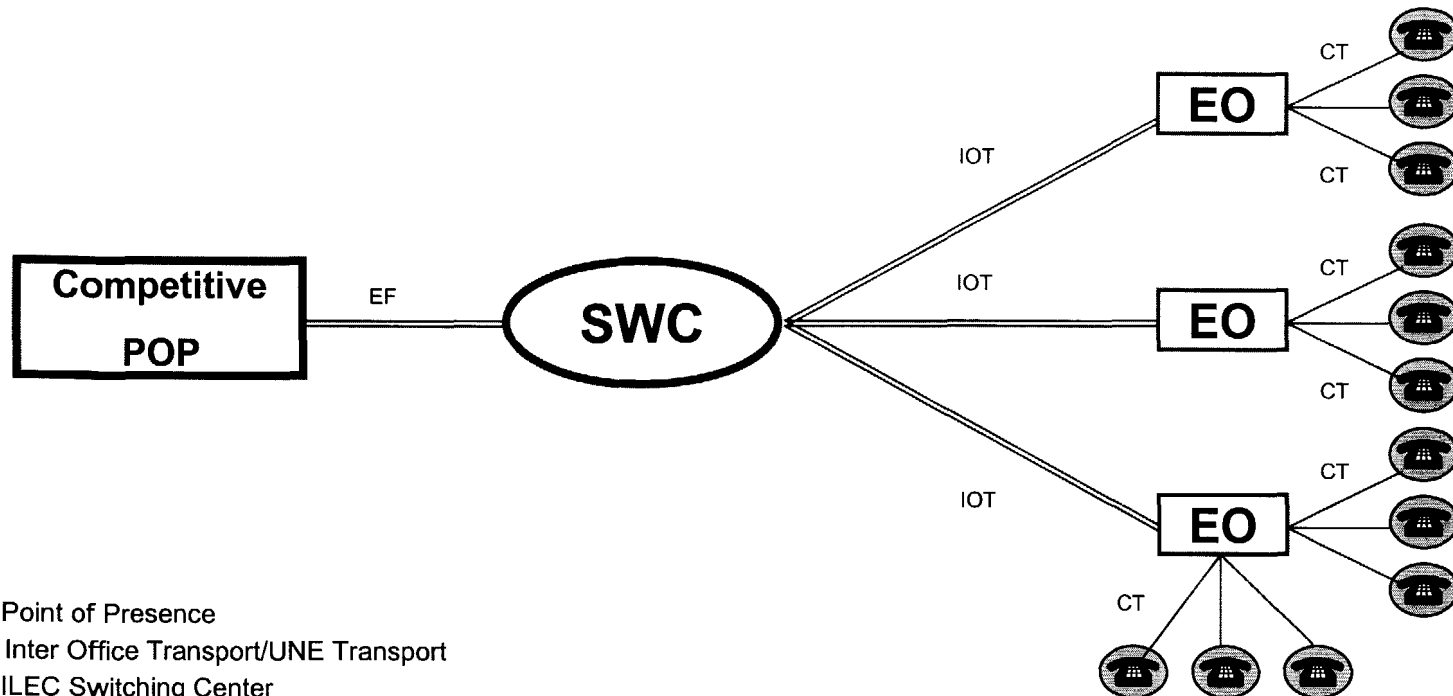 CT
EO
IOT
CT
Competitive
POP
EF
SWC
IOT
EO
CT
CT
IOT
EO
CT
CT
Point of Presence
Inter Office Transport/UNE Transport
ILEC Switching Center